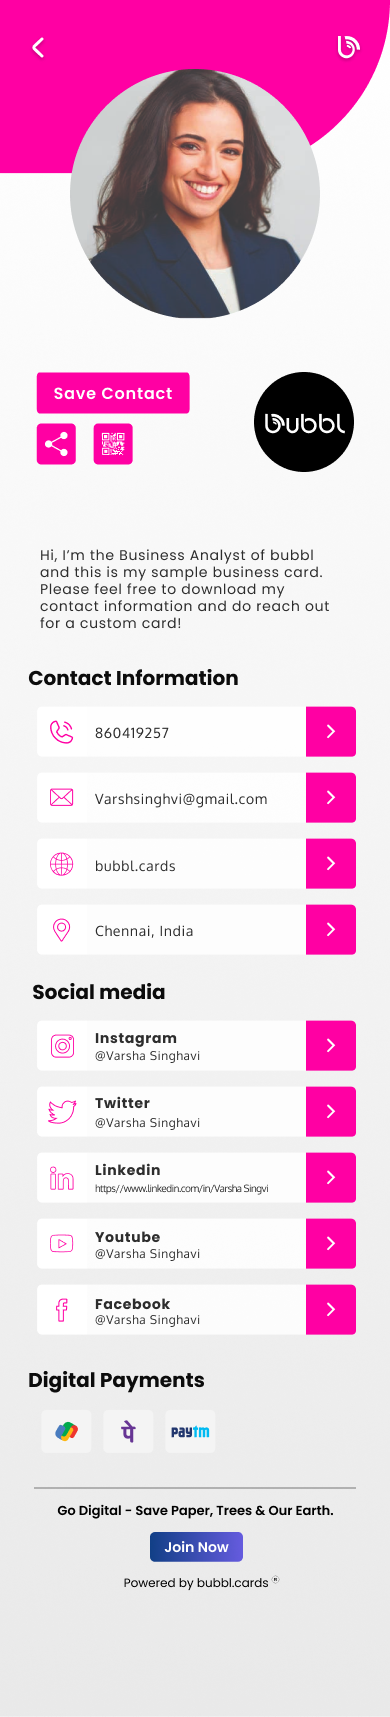 Save Contact
bubbl
Hi, I'm the Business Analyst of bubbl
and this is my sample business card.
Please feel free to download my
contact information and do reach out
for a custom card!
Contact Information
860419257
Varshsinghvi@gmail.com
bubbl.cards
Chennai, India
Social media
Instagram
@Varsha Singhavi
Twitter
@Varsha Singhavi
Linkedin
https//www.linkedin.com/in/Varsha Singvi
Youtube
@Varsha Singhavi
Facebook
@Varsha Singhavi
Digital Payments
पे
paytm
Go Digital - Save Paper, Trees & Our Earth.
Join Now
Powered by bubbl.cards ®